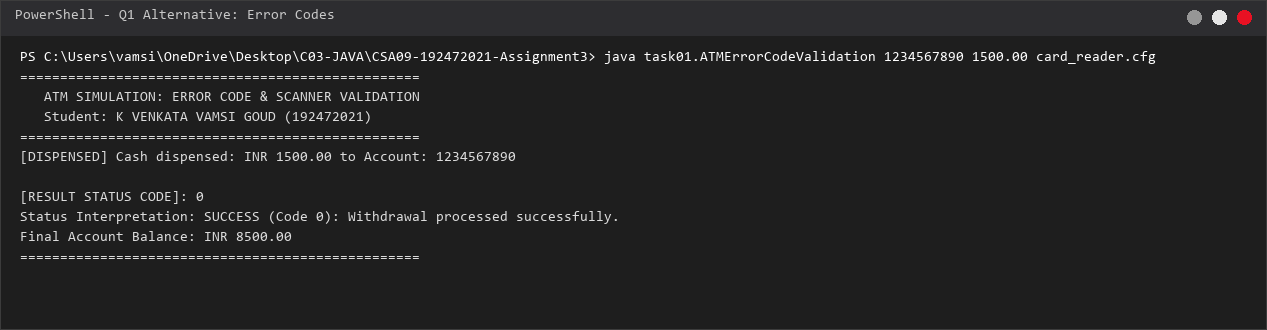 PowerShell - Q1 Alternative: Error Codes
PS C:\Users\vamsi\OneDrive\Desktop\C03-JAVA\CSA09-192472021-Assignment3> java task01.ATMErrorCodeValidation 1234567890 1500.00 card_reader.cfg
==================================================
   ATM SIMULATION: ERROR CODE & SCANNER VALIDATION
   Student: K VENKATA VAMSI GOUD (192472021)
==================================================
[DISPENSED] Cash dispensed: INR 1500.00 to Account: 1234567890
[RESULT STATUS CODE]: 0
Status Interpretation: SUCCESS (Code 0): Withdrawal processed successfully.
Final Account Balance: INR 8500.00
==================================================